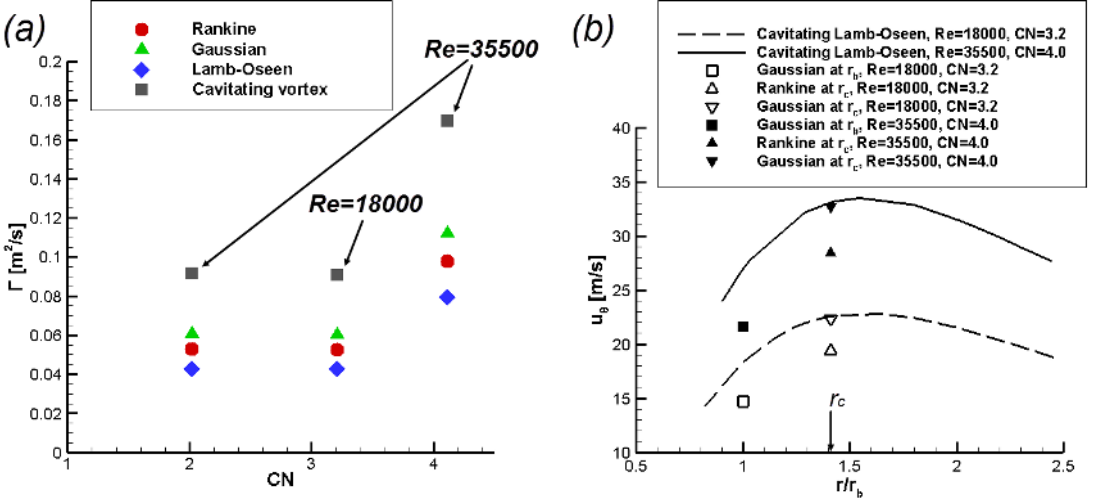 (a)
Rankine
Gaussian
Lamb-Oseen
Cavitating vortex
Re=35500
Re=18000
0.2
0.18
0.16
0.14
0.12
0.1
0.08
0.06
0.04
0.02
0
Γ [m²/s]
1 2 3 4
CN
(b)
Cavitating Lamb-Oseen, Re=18000, CN=3.2
Cavitating Lamb-Oseen, Re=35500, CN=4.0
Gaussian at r_b, Re=18000, CN=3.2
Rankine at r_c, Re=18000, CN=3.2
Gaussian at r_c, Re=18000, CN=3.2
Gaussian at r_b, Re=35500, CN=4.0
Rankine at r_c, Re=35500, CN=4.0
Gaussian at r_c, Re=35500, CN=4.0
40
35
30
25
20
15
10
u_θ [m/s]
r_c
0.5 1 1.5 2 2.5
r/r_b